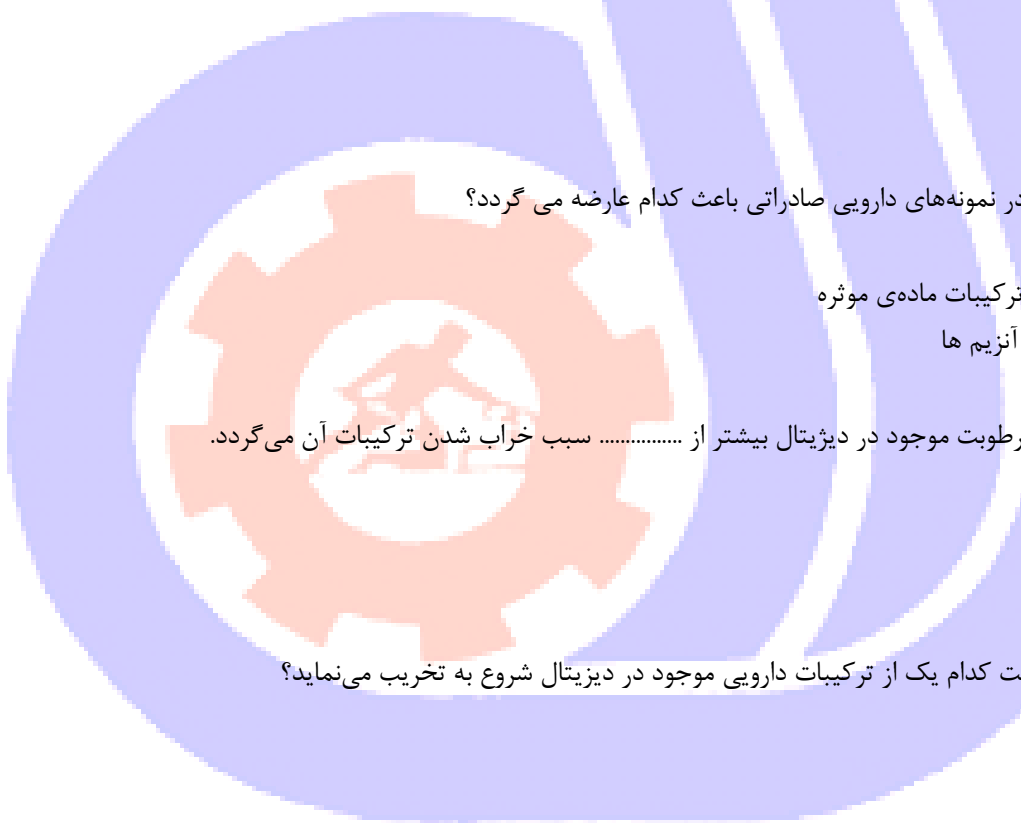 در نمونه‌های دارویی صادراتی باعث کدام عارضه می گردد؟
ترکیبات ماده‌ی موثره
آنزیم ها
رطوبت موجود در دیژیتال بیشتر از ................ سبب خراب شدن ترکیبات آن می‌گردد.
کدام یک از ترکیبات دارویی موجود در دیزیتال شروع به تخریب می‌نماید؟